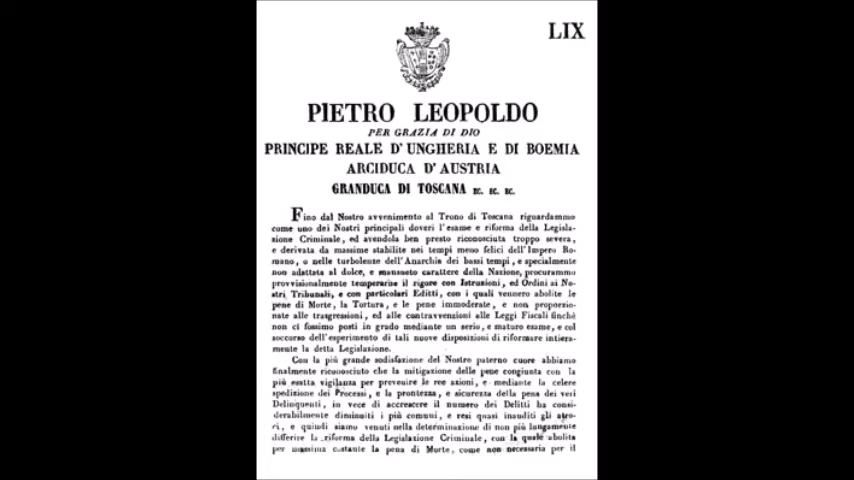 LIX
PIETRO LEOPOLDO
PER GRAZIA DI DIO
PRINCIPE REALE D'UNGHERIA E DI BOEMIA
ARCIDUCA D'AUSTRIA
GRANDUCA DI TOSCANA EC. EC. EC.
Fino dal Nostro avvenimento al Trono di Toscana riguardammo
come uno dei Nostri principali doveri l'esame e riforma della Legisla-
zione Criminale, ed avendola ben presto riconosciuta troppo severa,
e derivata da massime stabilite nei tempi meno felici dell'Impero Ro-
mano, o nelle turbolenze dell'Anarchia dei bassi tempi, e specialmente
non adattata al dolce, e mansueto carattere della Nazione, procurammo
provvisionalmente temperarne il rigore con Istruzioni, ed Ordini ai No-
stri Tribunali, e con particolari Editti, con i quali vennero abolite le
pene di Morte, la Tortura, e le pene immoderate, e non proporzio-
nate alle trasgressioni, ed alle contravvenzioni alle Leggi Fiscali finchè
non ci fossimo posti in grado mediante un serio, e maturo esame, e col
soccorso dell'esperimento di tali nuove disposizioni di riformare intiera-
mente la detta Legislazione.
Con la più grande sodisfazione del Nostro paterno cuore abbiamo
finalmente riconosciuto che la mitigazione delle pene congiunta con la
più esatta vigilanza per prevenire le ree azioni, e mediante la celere
spedizione dei Processi, e la prontezza, e sicurezza della pena dei veri
Delinquenti, in vece di accrescere il numero dei Delitti ha consi-
derabilmente diminuiti i più comuni, e resi quasi inauditi gli atro-
ci, e quindi siamo venuti nella determinazione di non più lungamente
differire la riforma della Legislazione Criminale, con la quale abolita
per massima costante la pena di Morte, come non necessaria per il